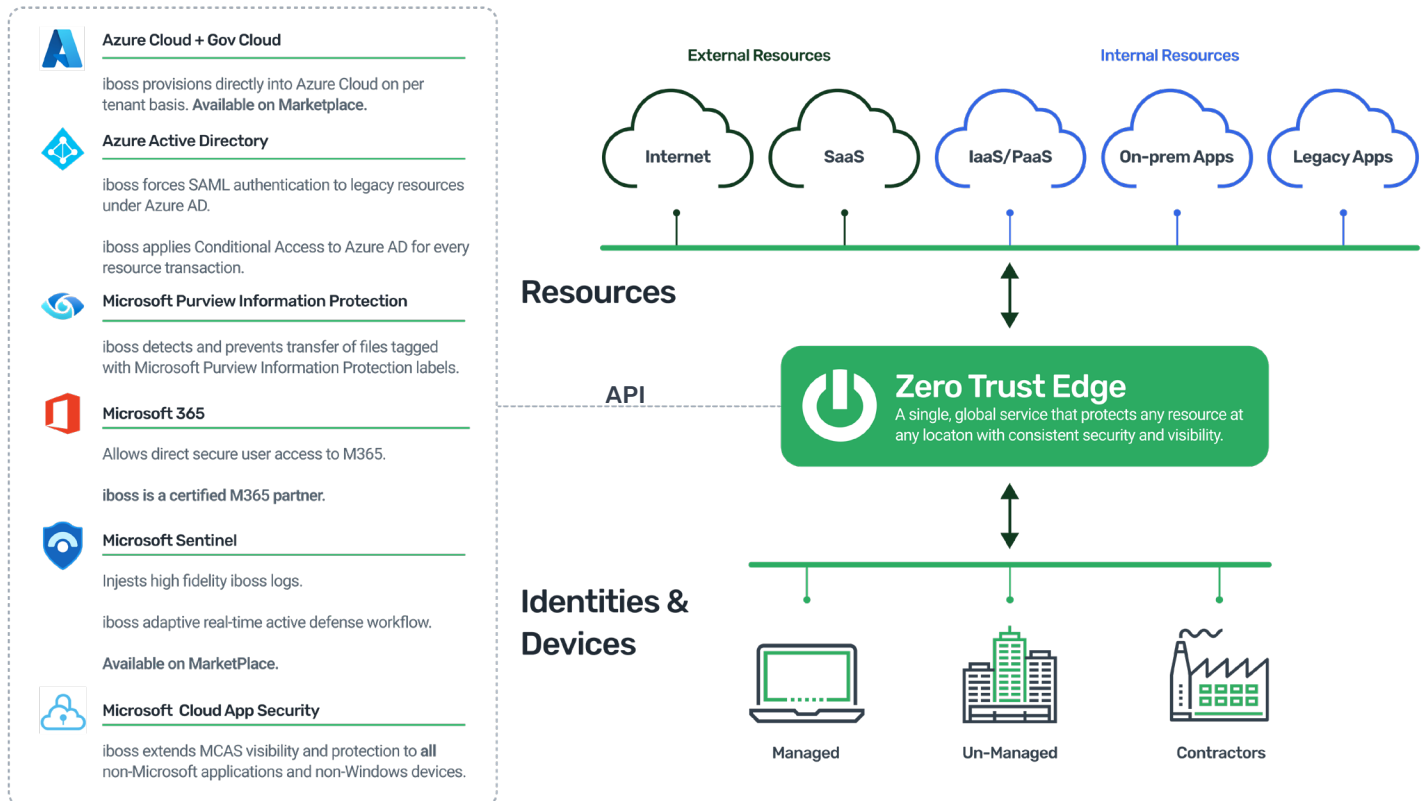 Azure Cloud + Gov Cloud
iboss provisions directly into Azure Cloud on per
tenant basis. Available on Marketplace.
Azure Active Directory
iboss forces SAML authentication to legacy resources
under Azure AD.
iboss applies Conditional Access to Azure AD for every
resource transaction.
Microsoft Purview Information Protection
iboss detects and prevents transfer of files tagged
with Microsoft Purview Information Protection labels.
Microsoft 365
Allows direct secure user access to M365.
iboss is a certified M365 partner.
Microsoft Sentinel
Injests high fidelity iboss logs.
iboss adaptive real-time active defense workflow.
Available on MarketPlace.
Microsoft Cloud App Security
iboss extends MCAS visibility and protection to all
non-Microsoft applications and non-Windows devices.
API
External Resources
Internal Resources
Internet
SaaS
IaaS/PaaS
On-prem Apps
Legacy Apps
Resources
Zero Trust Edge
A single, global service that protects any resource at
any locaton with consistent security and visibility.
Identities &
Devices
Managed
Un-Managed
Contractors